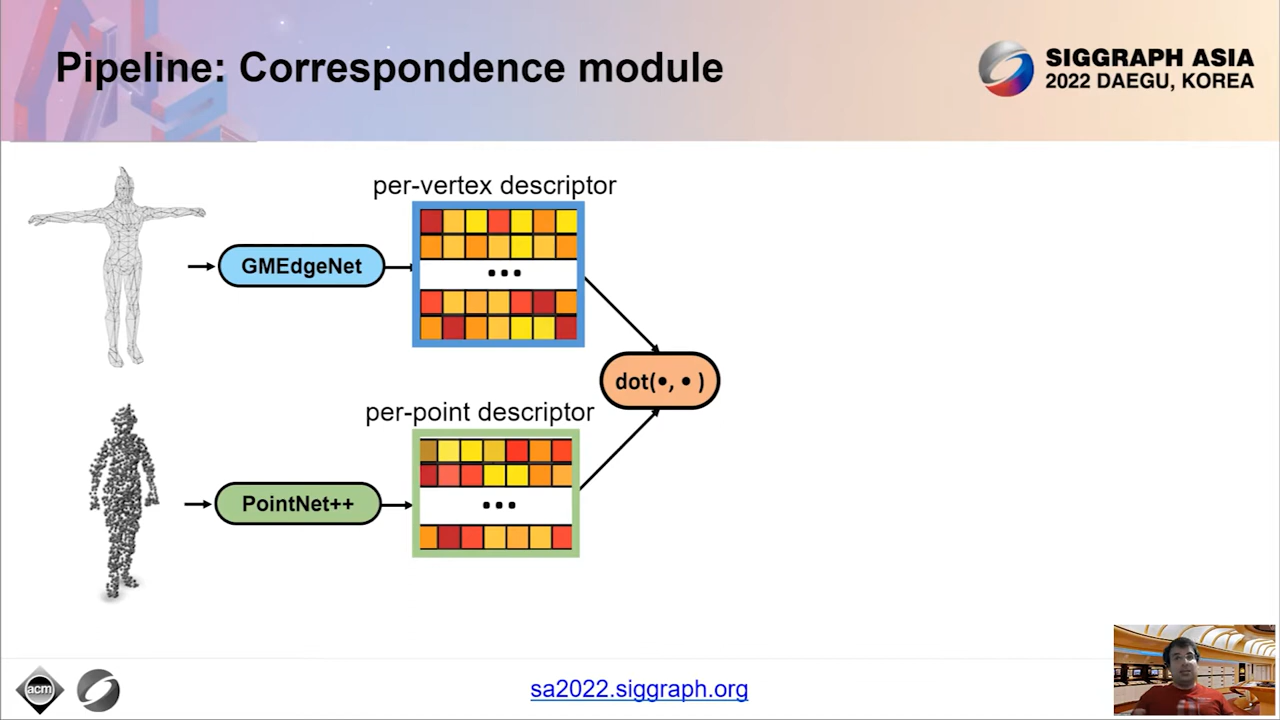 Pipeline: Correspondence module
SIGGRAPH ASIA
2022 DAEGU, KOREA
per-vertex descriptor
GMEdgeNet
dot(•, • )
per-point descriptor
PointNet++
acm
sa2022.siggraph.org